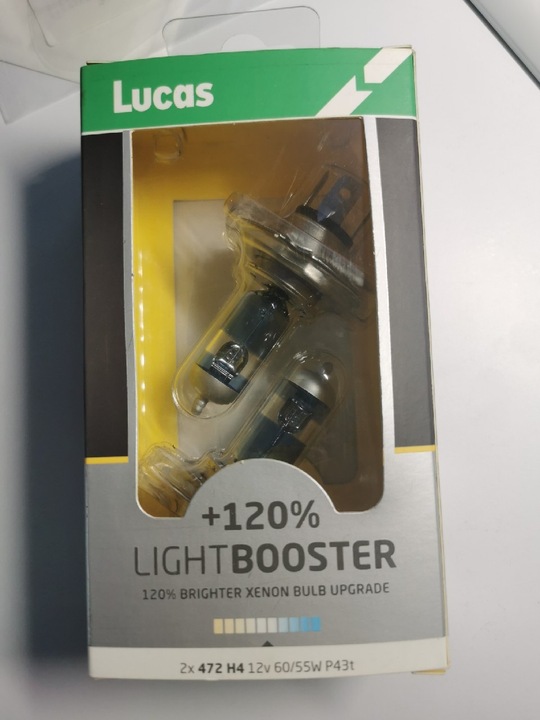 Lucas
+120%
LIGHTBOOSTER
120% BRIGHTER XENON BULB UPGRADE
2x 472 H4 12v 60/55W P43t